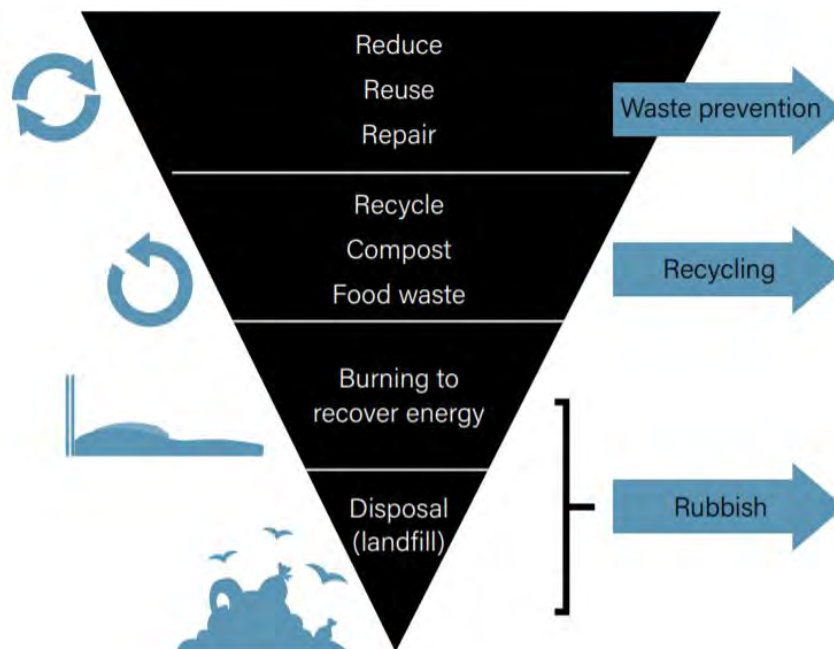 Reduce
Reuse
Repair
Waste prevention
Recycle
Compost
Food waste
Recycling
Burning to
recover energy
Disposal
(landfill)
Rubbish